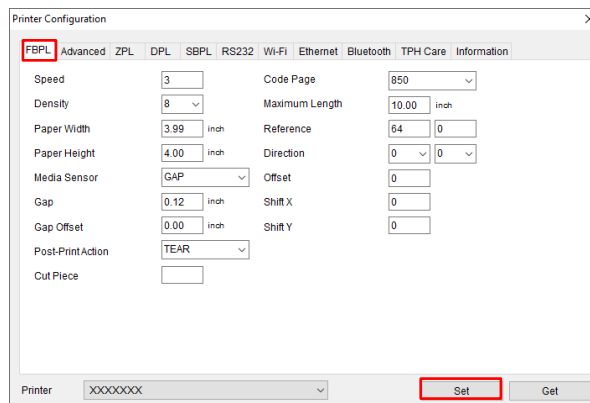 Printer Configuration
FBPL Advanced ZPL DPL SBPL RS232 Wi-Fi Ethernet Bluetooth TPH Care Information
Speed 3 Code Page 850
Density 8 Maximum Length 10.00 inch
Paper Width 3.99 inch Reference 64 0
Paper Height 4.00 inch Direction 0 0
Media Sensor GAP Offset 0
Gap 0.12 inch Shift X 0
Gap Offset 0.00 inch Shift Y 0
Post-Print Action TEAR
Cut Piece
Printer XXXXXXX Set Get